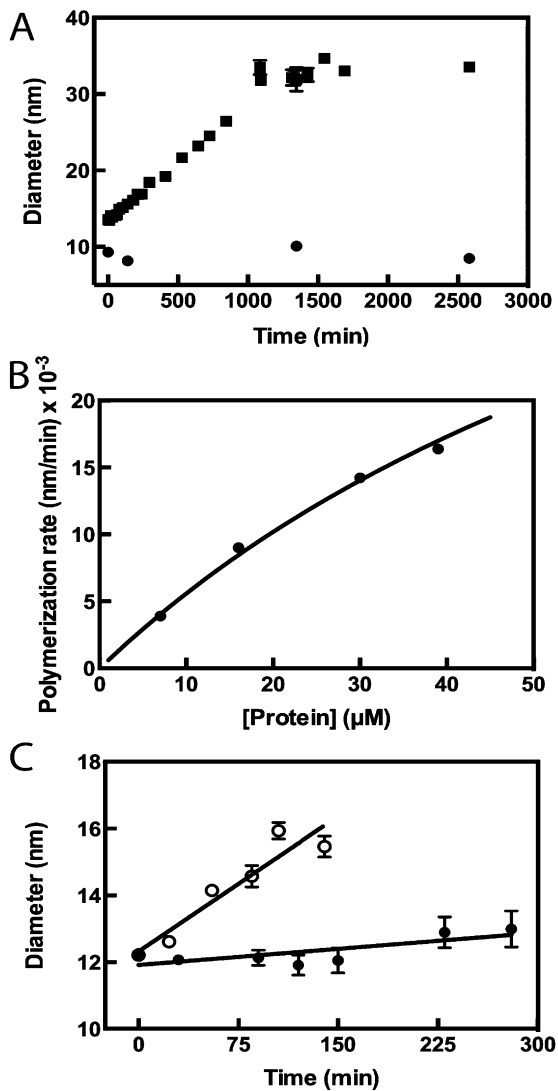 A
40
30
20
10
Diameter (nm)
0 500 1000 1500 2000 2500 3000
Time (min)
B
20
15
10
5
0
Polymerization rate (nm/min) x 10-3
10 20 30 40 50
[Protein] (µM)
C
18
16
14
12
10
Diameter (nm)
0 75 150 225 300
Time (min)